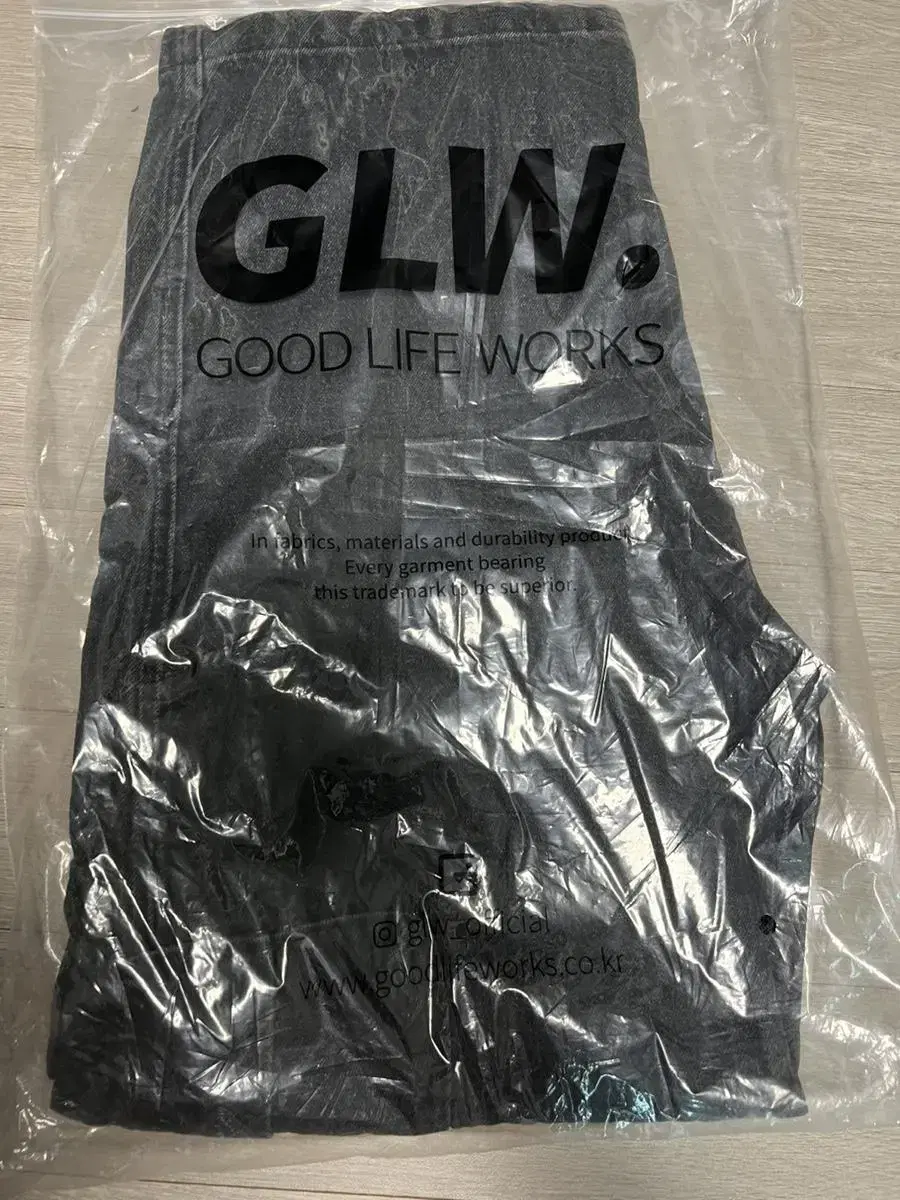 GLW.
GOOD LIFE WORKS
In fabrics, materials and durability product
Every garment bearing
this trademark to be superior.
glw_official
www.goodlifeworks.co.kr